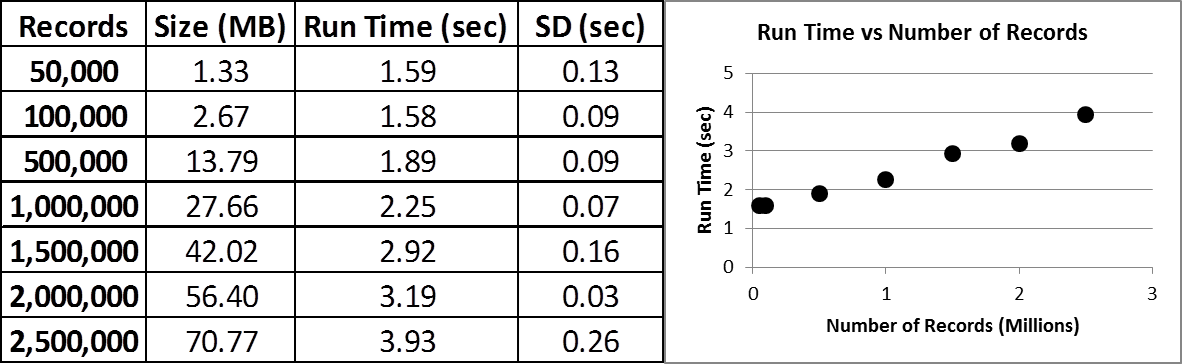 Records Size (MB) Run Time (sec) SD (sec)
50,000 1.33 1.59 0.13
100,000 2.67 1.58 0.09
500,000 13.79 1.89 0.09
1,000,000 27.66 2.25 0.07
1,500,000 42.02 2.92 0.16
2,000,000 56.40 3.19 0.03
2,500,000 70.77 3.93 0.26
Run Time vs Number of Records
Run Time (sec)
5
4
3
2
1
0
0 1 2 3
Number of Records (Millions)